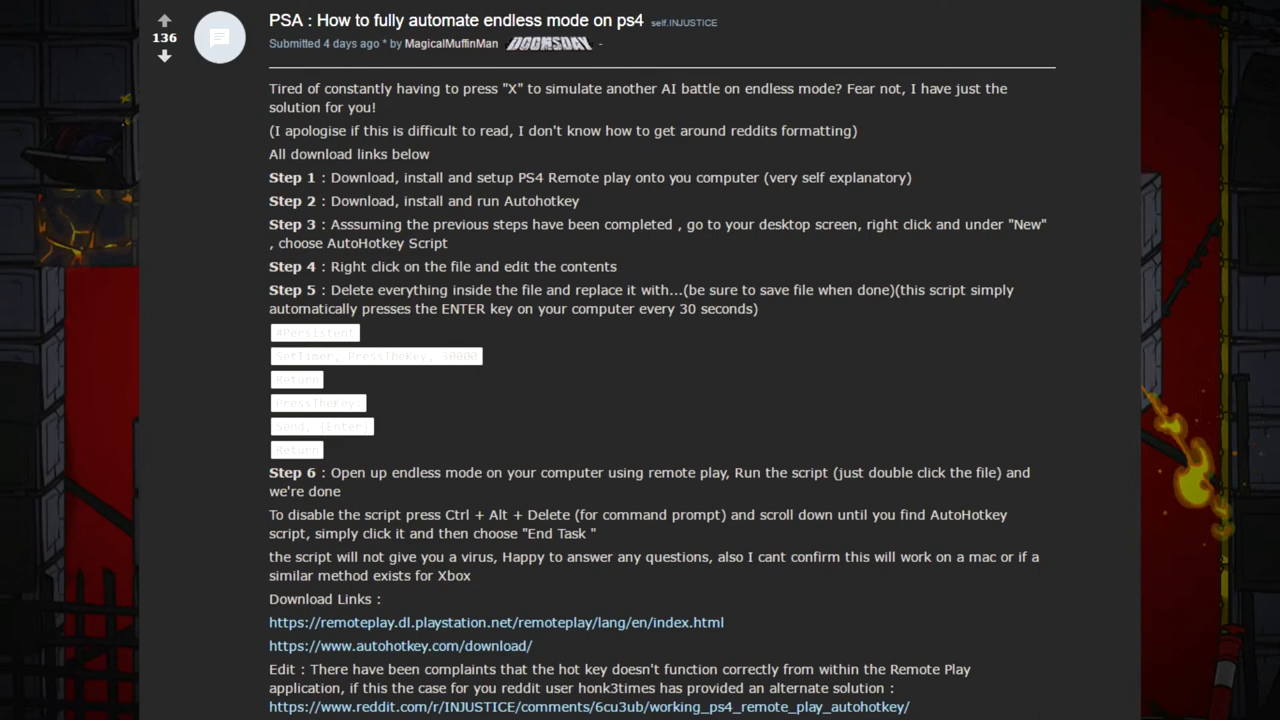 PSA : How to fully automate endless mode on ps4 self.INJUSTICE
136
Submitted 4 days ago * by MagicalMuffinMan DOOMSDAY -
Tired of constantly having to press "X" to simulate another AI battle on endless mode? Fear not, I have just the
solution for you!
(I apologise if this is difficult to read, I don't know how to get around reddits formatting)
All download links below
Step 1 : Download, install and setup PS4 Remote play onto you computer (very self explanatory)
Step 2 : Download, install and run Autohotkey
Step 3 : Asssuming the previous steps have been completed , go to your desktop screen, right click and under "New"
, choose AutoHotkey Script
Step 4 : Right click on the file and edit the contents
Step 5 : Delete everything inside the file and replace it with...(be sure to save file when done)(this script simply
automatically presses the ENTER key on your computer every 30 seconds)
#Persistent
SetTimer, PressTheKey, 30000
Return
PressTheKey:
Send, {Enter}
Return
Step 6 : Open up endless mode on your computer using remote play, Run the script (just double click the file) and
we're done
To disable the script press Ctrl + Alt + Delete (for command prompt) and scroll down until you find AutoHotkey
script, simply click it and then choose "End Task "
the script will not give you a virus, Happy to answer any questions, also I cant confirm this will work on a mac or if a
similar method exists for Xbox
Download Links :
https://remoteplay.dl.playstation.net/remoteplay/lang/en/index.html
https://www.autohotkey.com/download/
Edit : There have been complaints that the hot key doesn't function correctly from within the Remote Play
application, if this the case for you reddit user honk3times has provided an alternate solution :
https://www.reddit.com/r/INJUSTICE/comments/6cu3ub/working_ps4_remote_play_autohotkey/